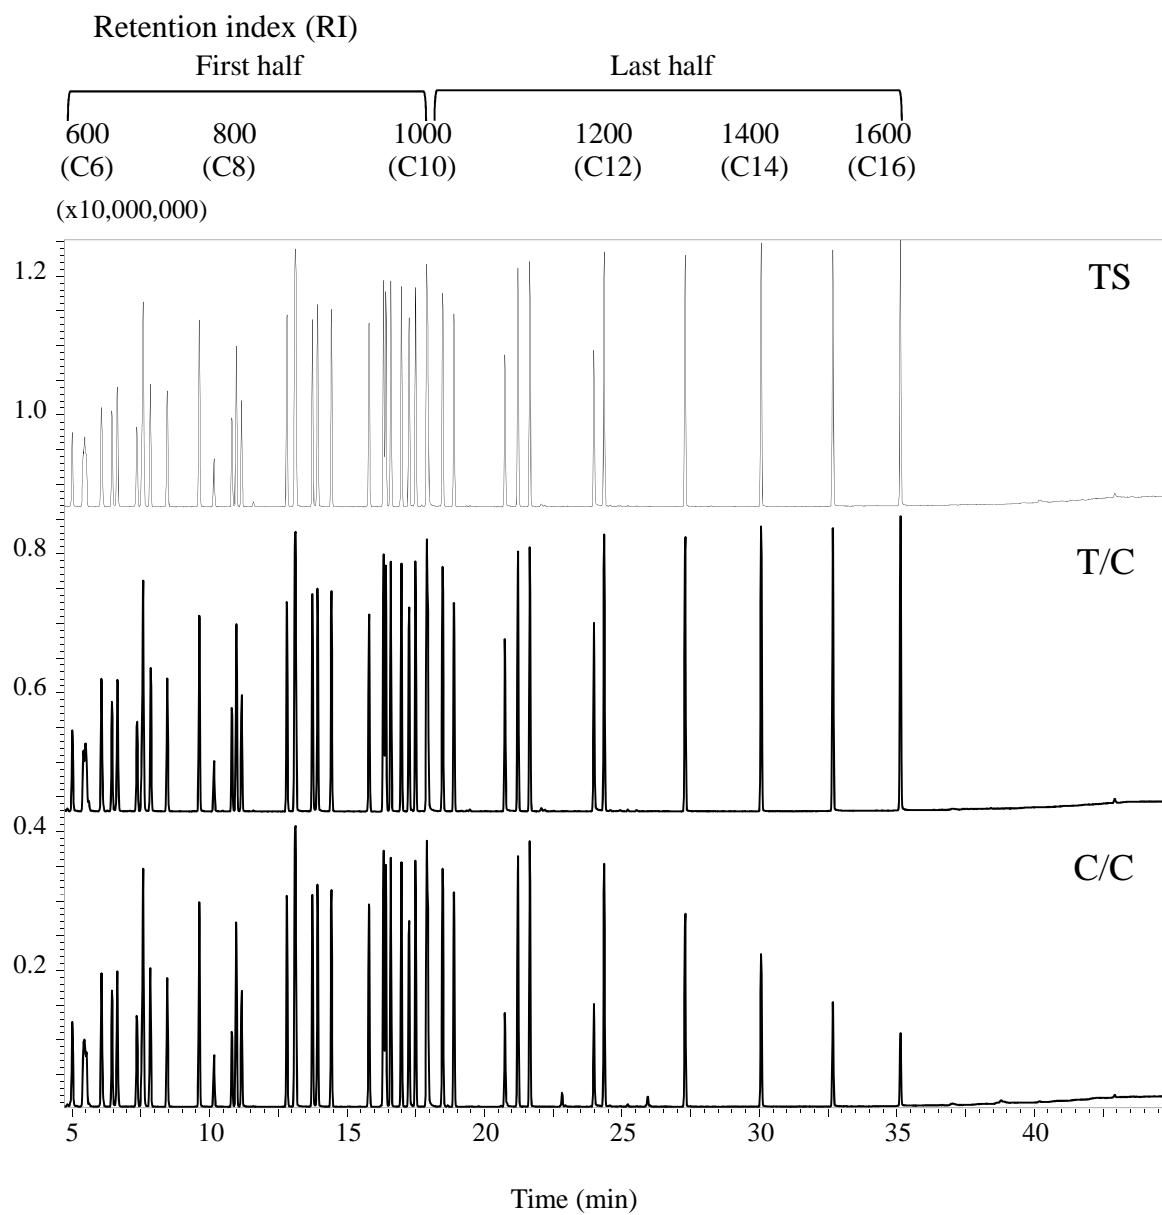 Retention index (RI)
First half Last half
600 800 1000 1200 1400 1600
(C6) (C8) (C10) (C12) (C14) (C16)
(x10,000,000)
1.2
TS
1.0
0.8
T/C
0.6
0.4
C/C
0.2
5 10 15 20 25 30 35 40
Time (min)